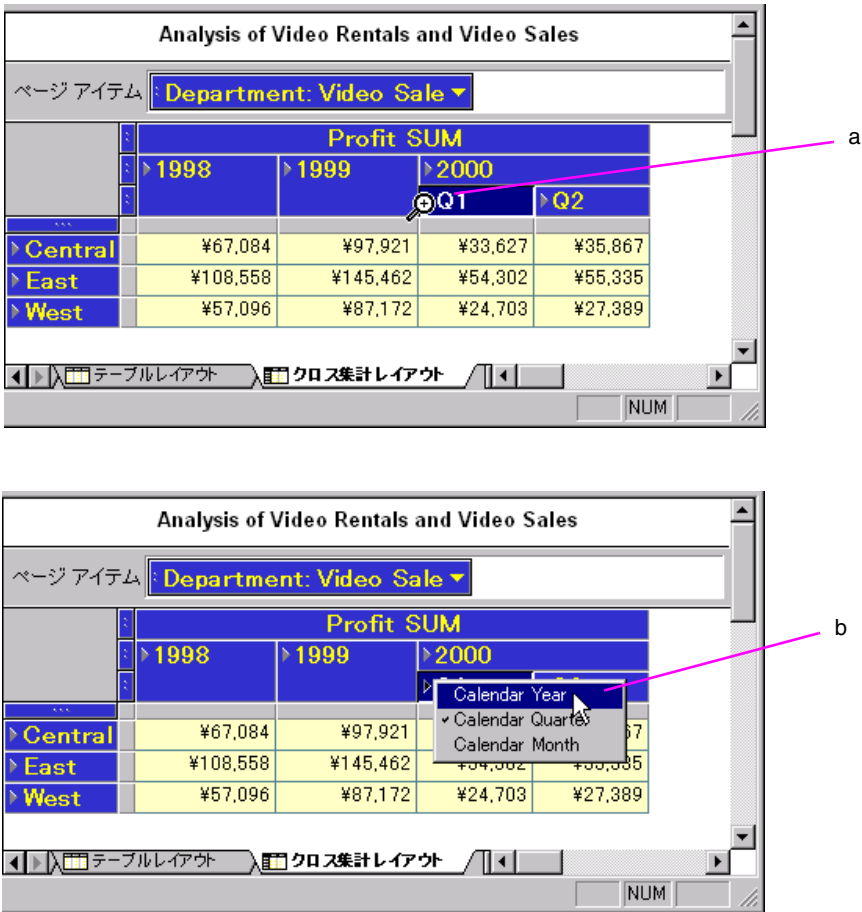 Analysis of Video Rentals and Video Sales
ページ アイテム Department: Video Sale
a
Profit SUM
1998 1999 2000
Q1 Q2
Central ¥67,084 ¥97,921 ¥33,627 ¥35,867
East ¥108,558 ¥145,462 ¥54,302 ¥55,335
West ¥57,096 ¥87,172 ¥24,703 ¥27,389
テーブルレイアウト クロス集計レイアウト
NUM
Analysis of Video Rentals and Video Sales
ページ アイテム Department: Video Sale
b
Profit SUM
1998 1999 2000
Calendar Year
Calendar Quarter
Calendar Month
Central ¥67,084 ¥97,921
East ¥108,558 ¥145,462
West ¥57,096 ¥87,172 ¥24,703 ¥27,389
テーブルレイアウト クロス集計レイアウト
NUM